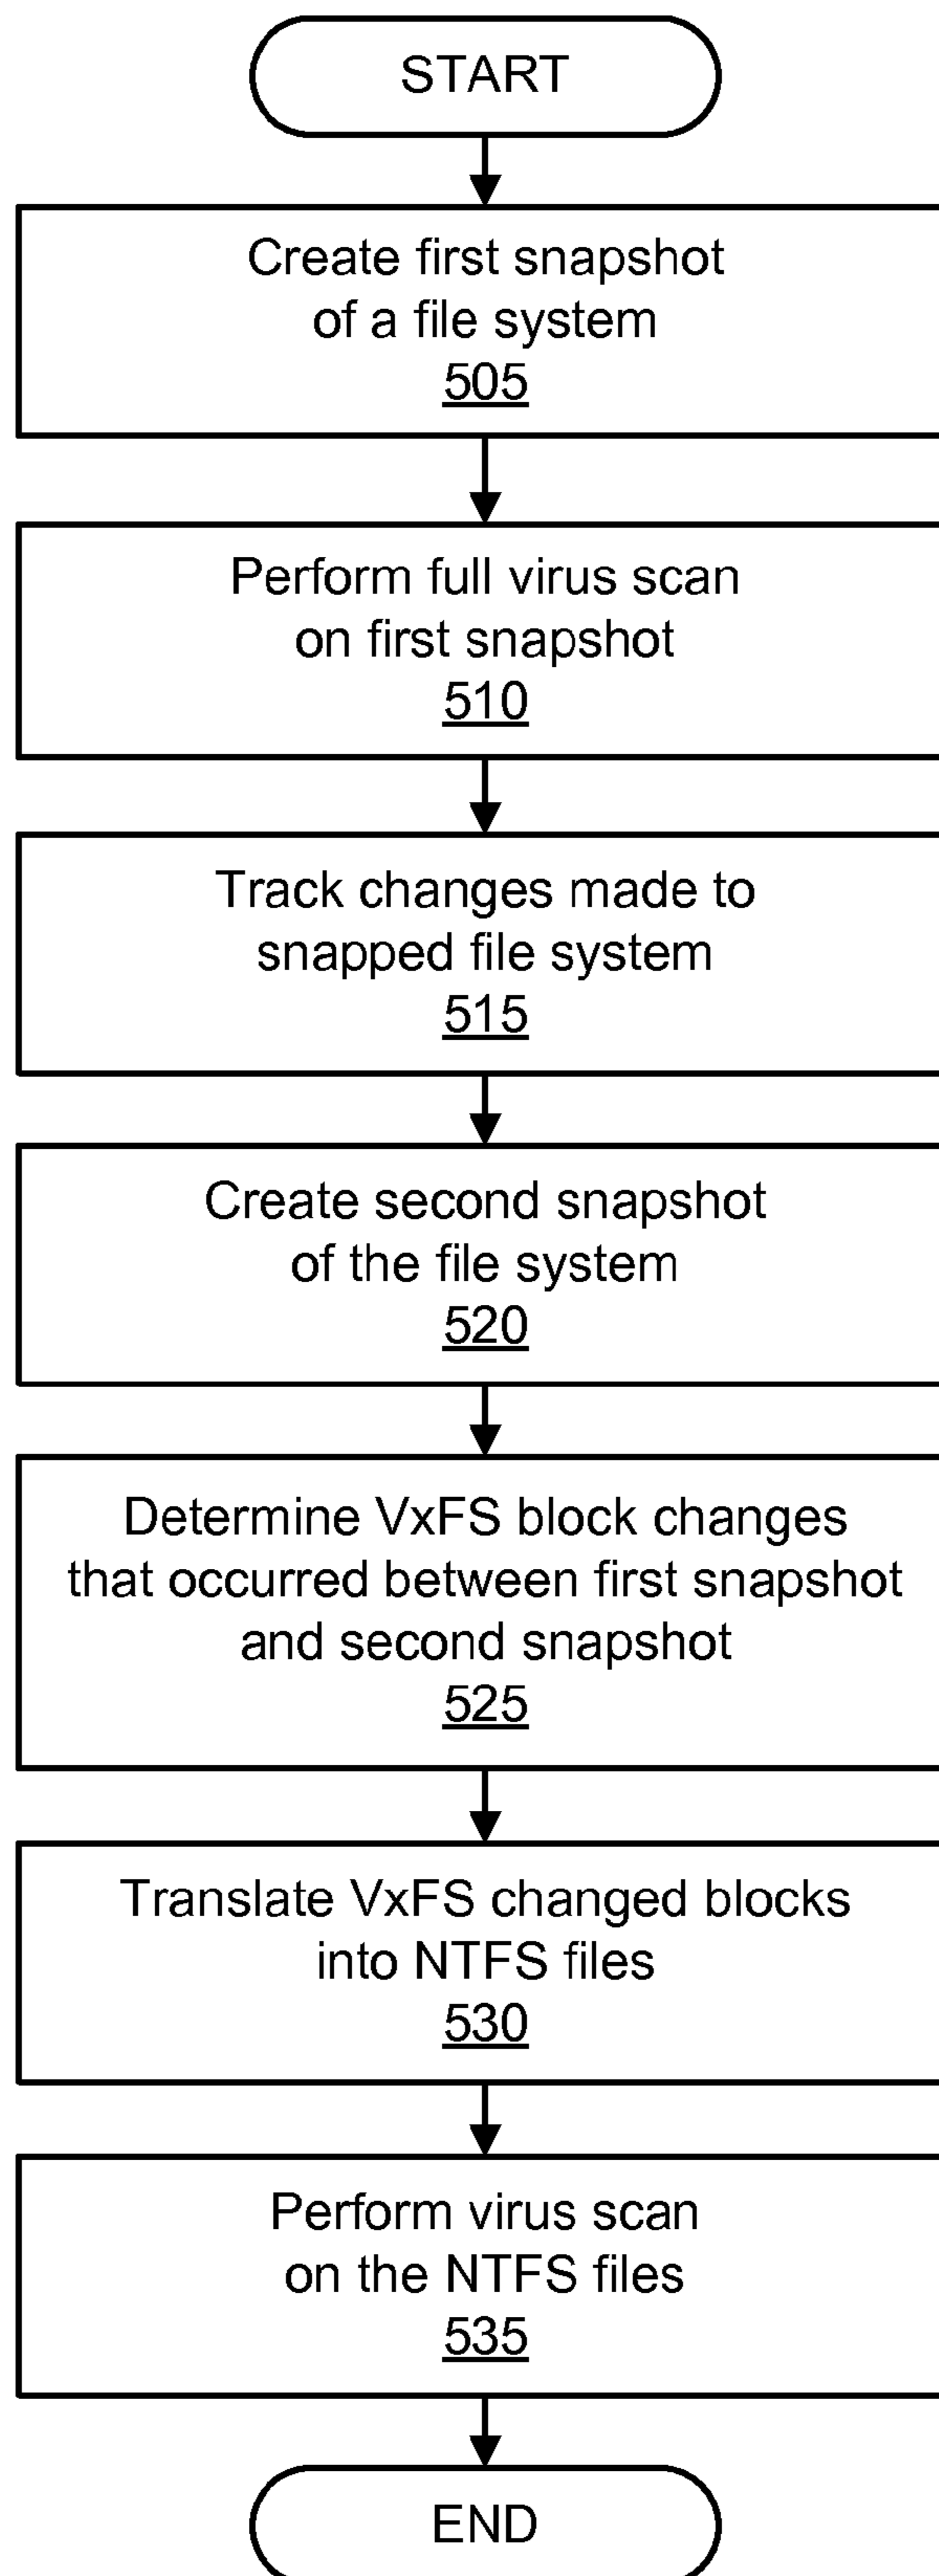 START
Create first snapshot
of a file system
505
Perform full virus scan
on first snapshot
510
Track changes made to
snapped file system
515
Create second snapshot
of the file system
520
Determine VxFS block changes
that occurred between first snapshot
and second snapshot
525
Translate VxFS changed blocks
into NTFS files
530
Perform virus scan
on the NTFS files
535
END